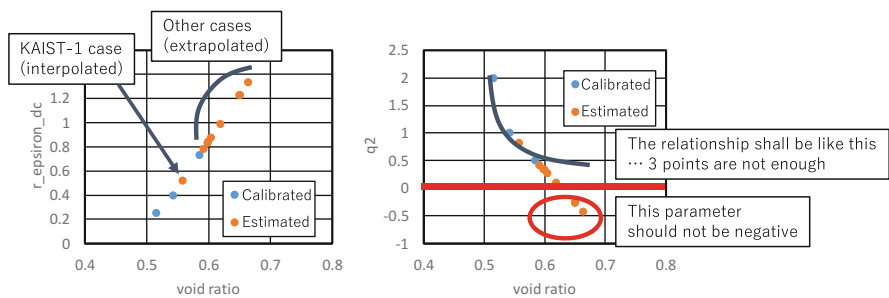 KAIST-1 case
(interpolated)
Other cases
(extrapolated)
r_epsiron_dc
1.2
1
0.8
0.6
0.4
0.2
0
0.4
0.5
0.6
0.7
0.8
void ratio
Calibrated
Estimated
q2
2.5
2
1.5
1
0.5
0
-0.5
-1
0.4
0.5
0.6
0.7
0.8
void ratio
Calibrated
Estimated
The relationship shall be like this
… 3 points are not enough
This parameter
should not be negative